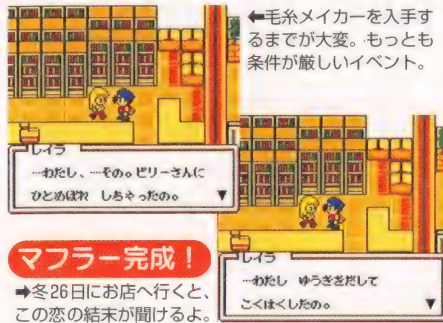 ⬅毛糸メイカーを入手す
るまでが大変。もっとも
条件が厳しいイベント。
レイラ
…わたし、…その。ビリーさんに
ひとめぼれ しちゃったの。
マフラー完成！
➡冬26日にお店へ行くと、
この恋の結末が聞けるよ。
レイラ
…わたし ゆうきをだして
こくはくしたの。